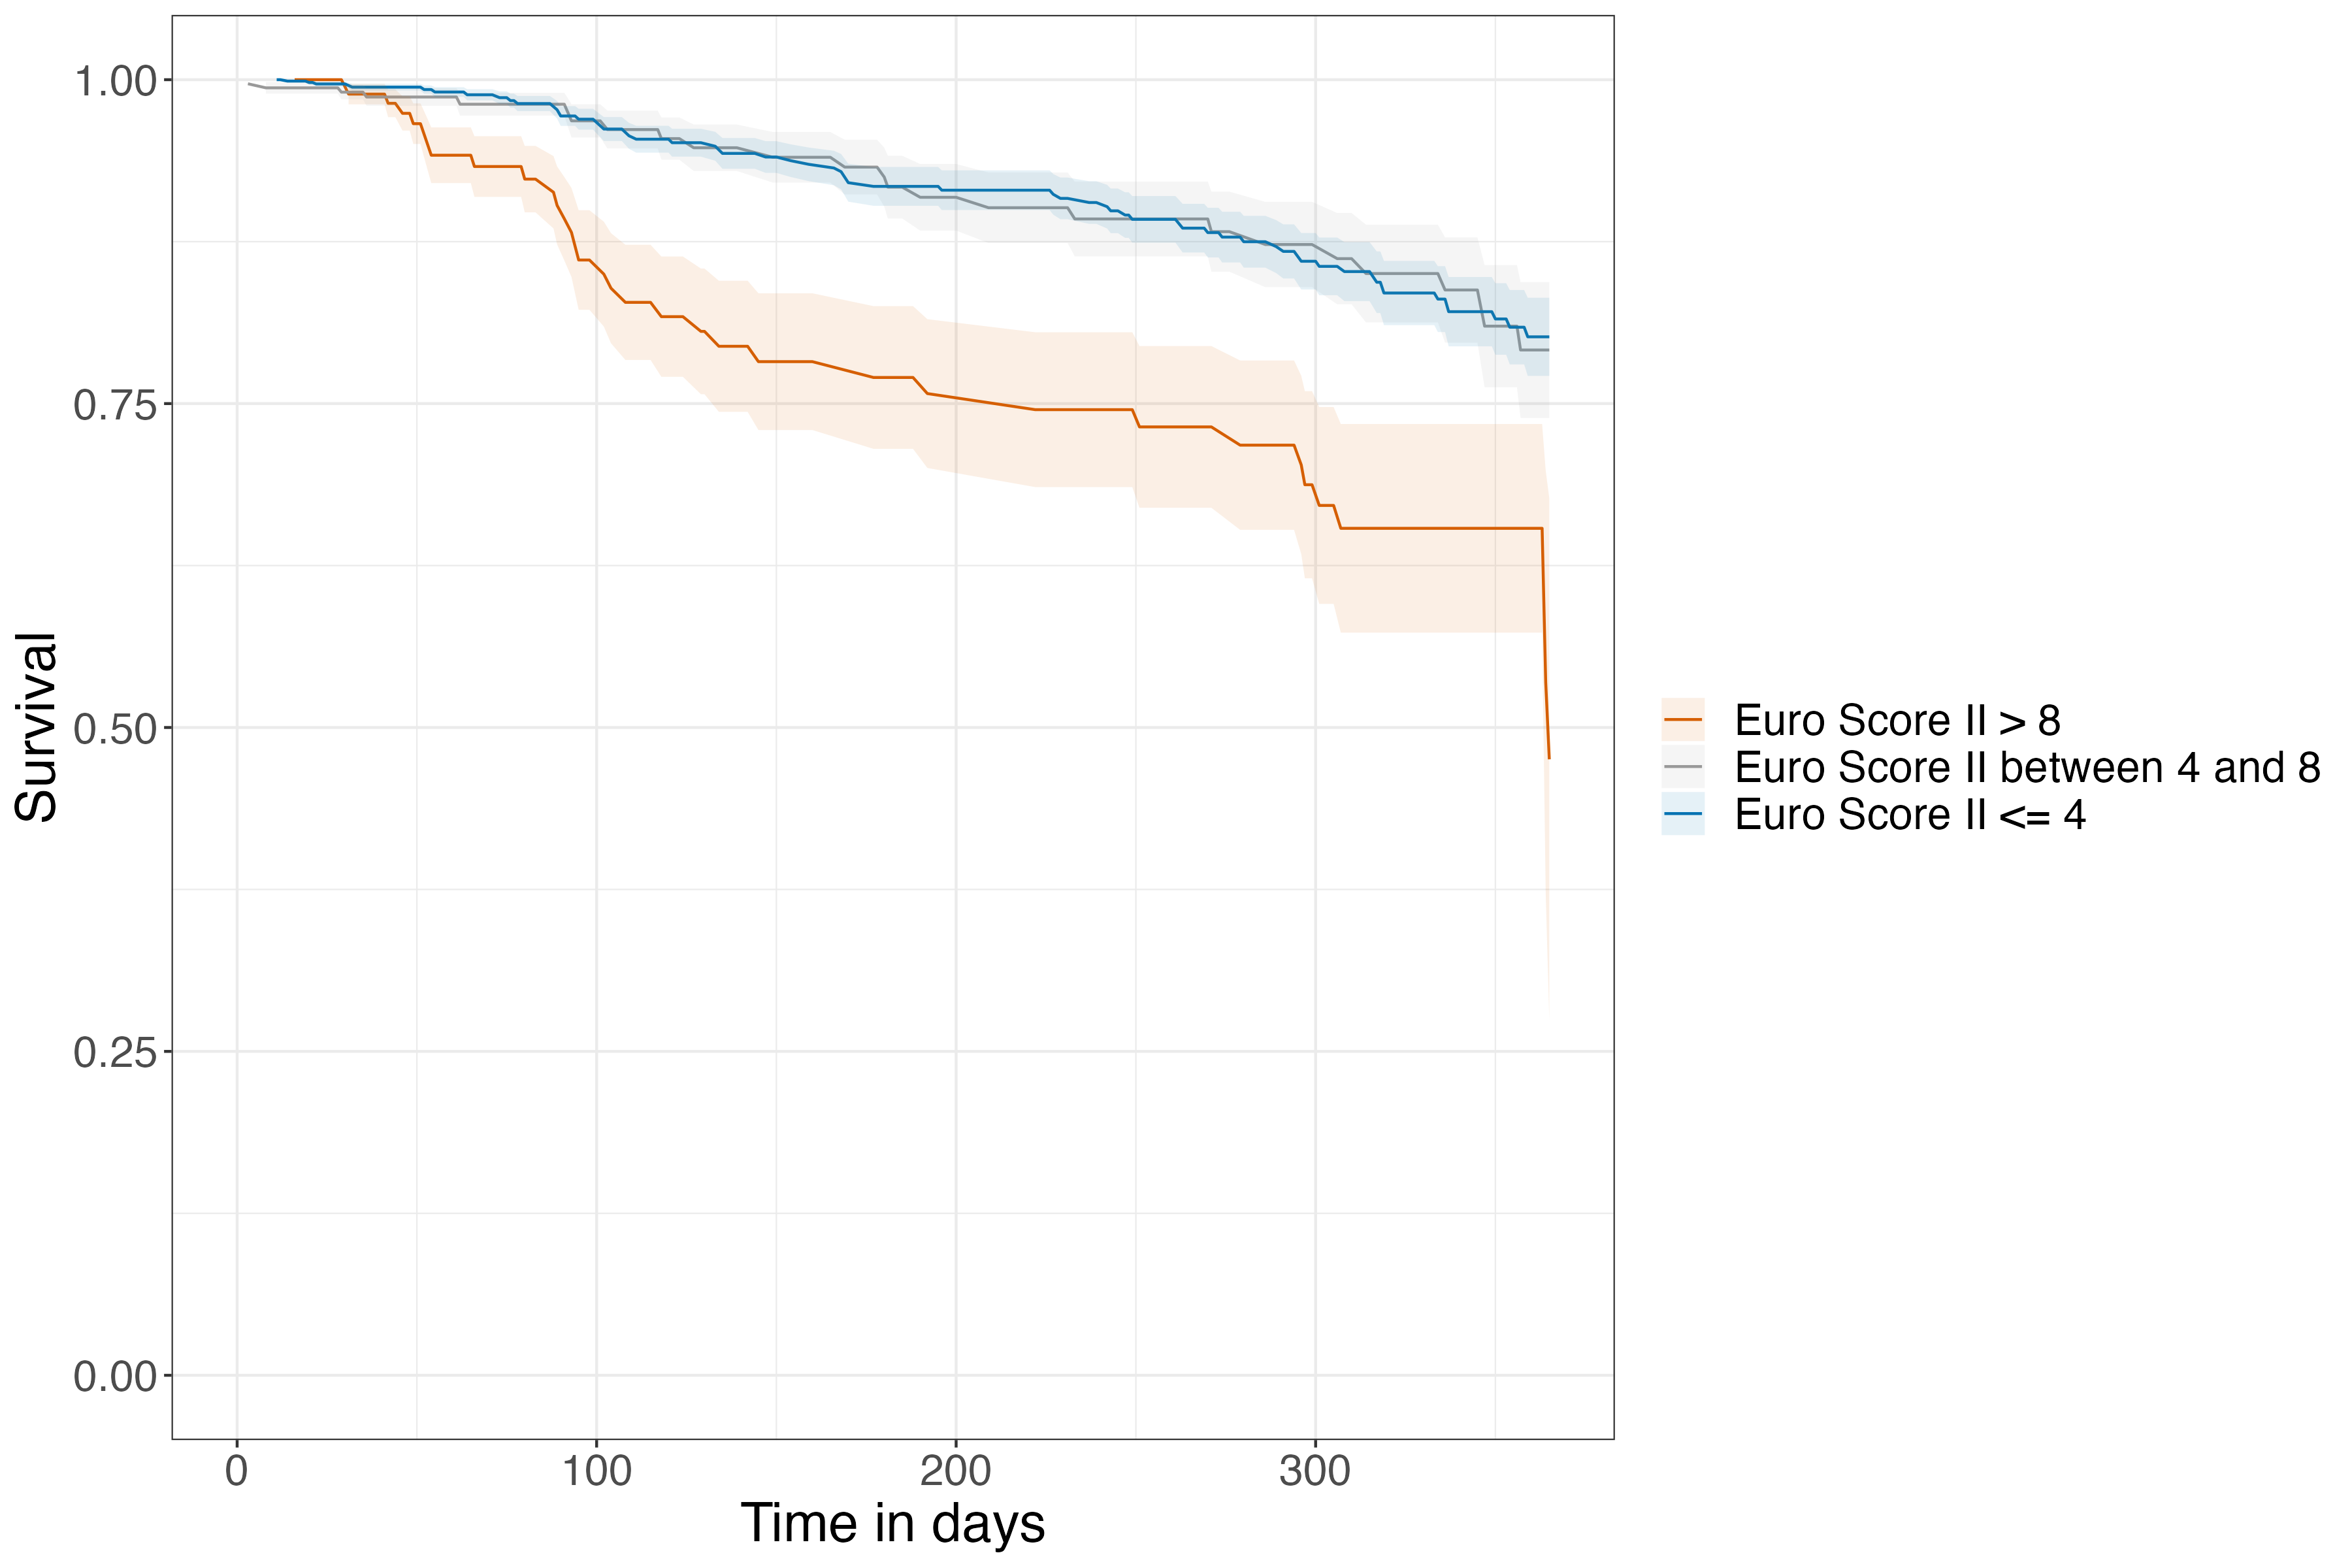 1.00
0.75
0.50
0.25
0.00
Survival
0 100 200 300
Time in days
Euro Score II > 8
Euro Score II between 4 and 8
Euro Score II <= 4